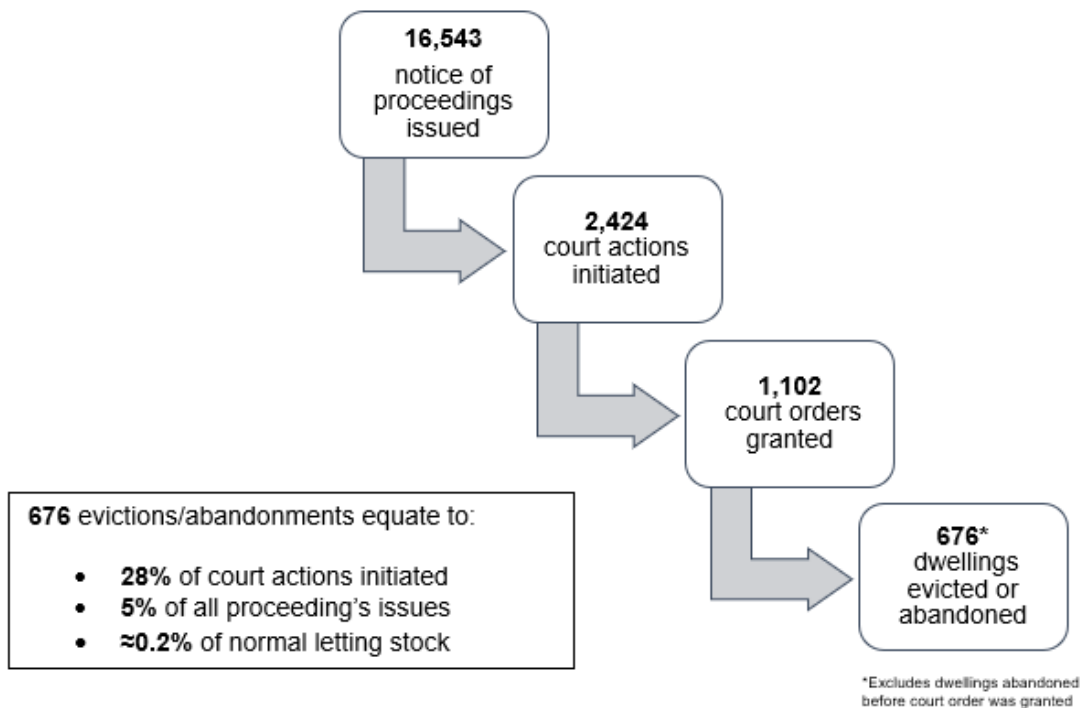 16,543
notice of
proceedings
issued
2,424
court actions
initiated
1,102
court orders
granted
676*
dwellings
evicted or
abandoned
*Excludes dwellings abandoned
before court order was granted
676 evictions/abandonments equate to:
• 28% of court actions initiated
• 5% of all proceeding’s issues
• ≈0.2% of normal letting stock